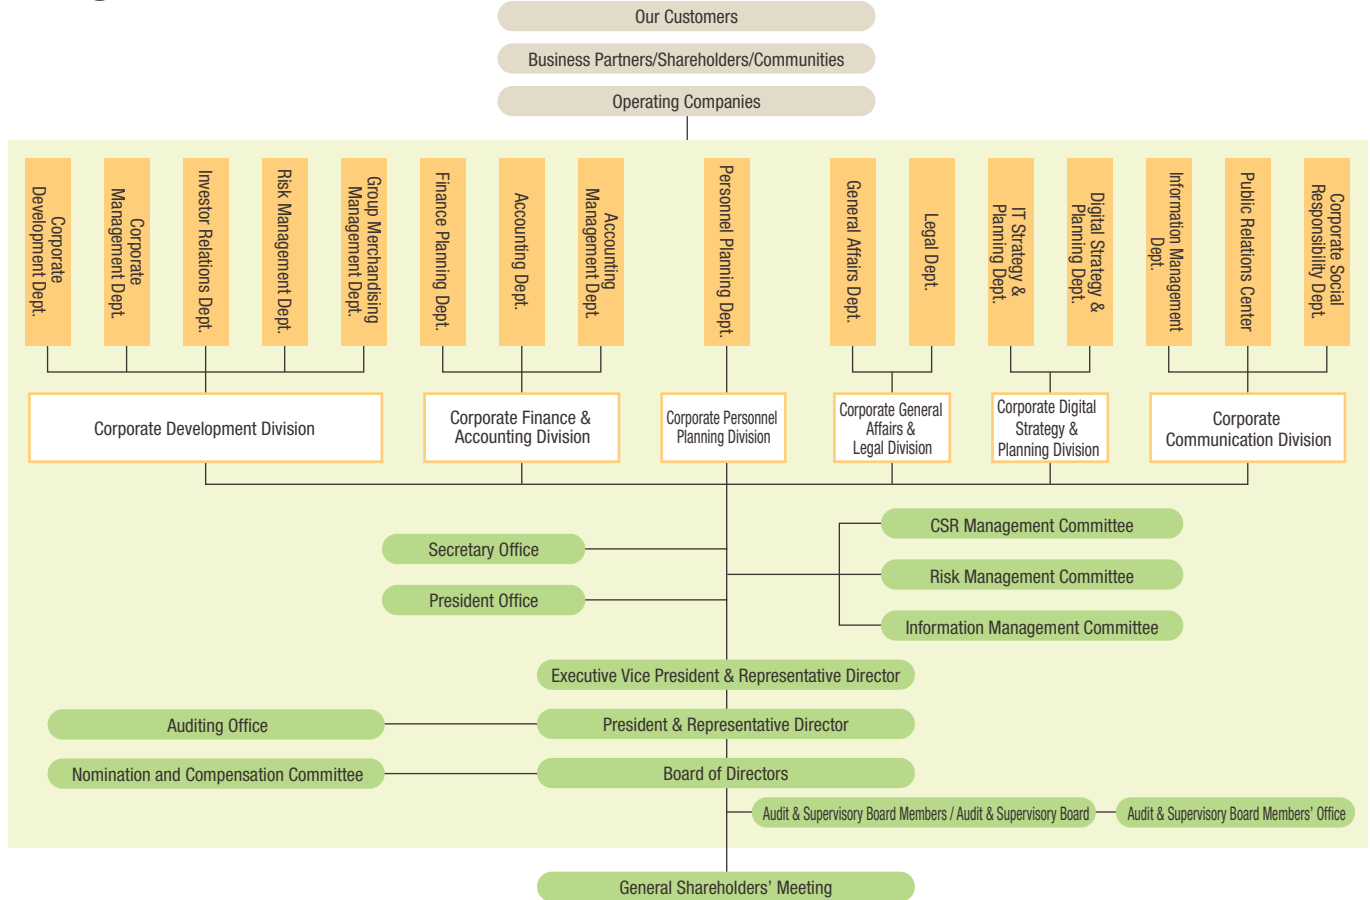 Our Customers
Business Partners/Shareholders/Communities
Operating Companies
Corporate
Development Dept.
Corporate
Management Dept.
Investor Relations Dept.
Risk Management Dept.
Group Merchandising
Management Dept.
Finance Planning Dept.
Accounting Dept.
Accounting
Management Dept.
Personnel Planning Dept.
General Affairs Dept.
Legal Dept.
IT Strategy &
Planning Dept.
Digital Strategy &
Planning Dept.
Information Management
Dept.
Public Relations Center
Corporate Social
Responsibility Dept.
Corporate Development Division
Corporate Finance &
Accounting Division
Corporate Personnel
Planning Division
Corporate General
Affairs &
Legal Division
Corporate Digital
Strategy &
Planning Division
Corporate
Communication Division
Secretary Office
President Office
CSR Management Committee
Risk Management Committee
Information Management Committee
Executive Vice President & Representative Director
Auditing Office
President & Representative Director
Nomination and Compensation Committee
Board of Directors
Audit & Supervisory Board Members / Audit & Supervisory Board
Audit & Supervisory Board Members' Office
General Shareholders' Meeting